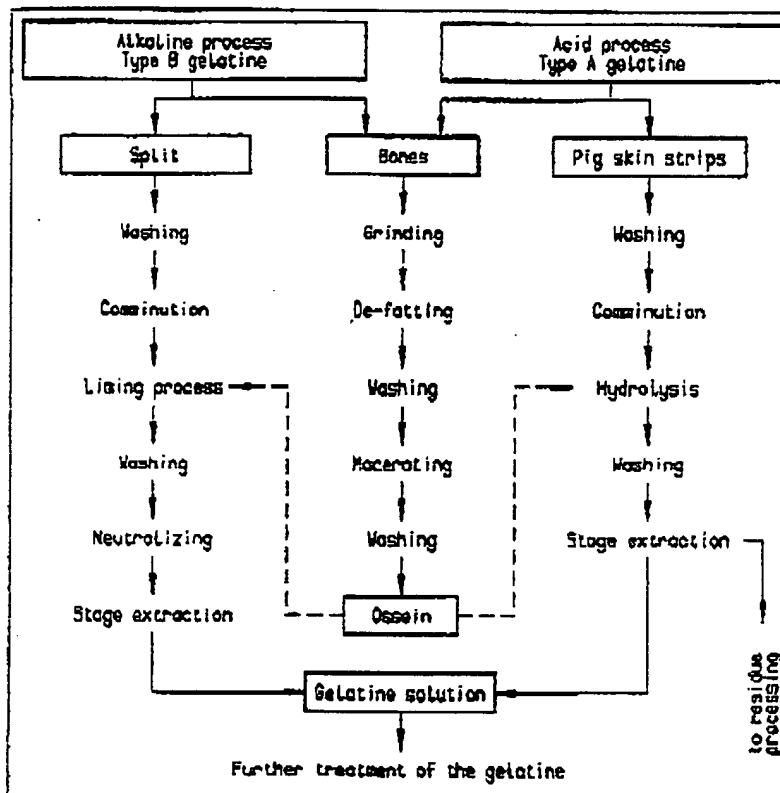 Alkaline process
Type B gelatine
Acid process
Type A gelatine
Split
Bones
Pig skin strips
Washing
Grinding
Washing
Comminution
De-fatting
Comminution
Liming process
Washing
Hydrolysis
Washing
Macerating
Washing
Neutralizing
Washing
Stage extraction
Stage extraction
Ossein
Gelatine solution
to residue
processing
Further treatment of the gelatine